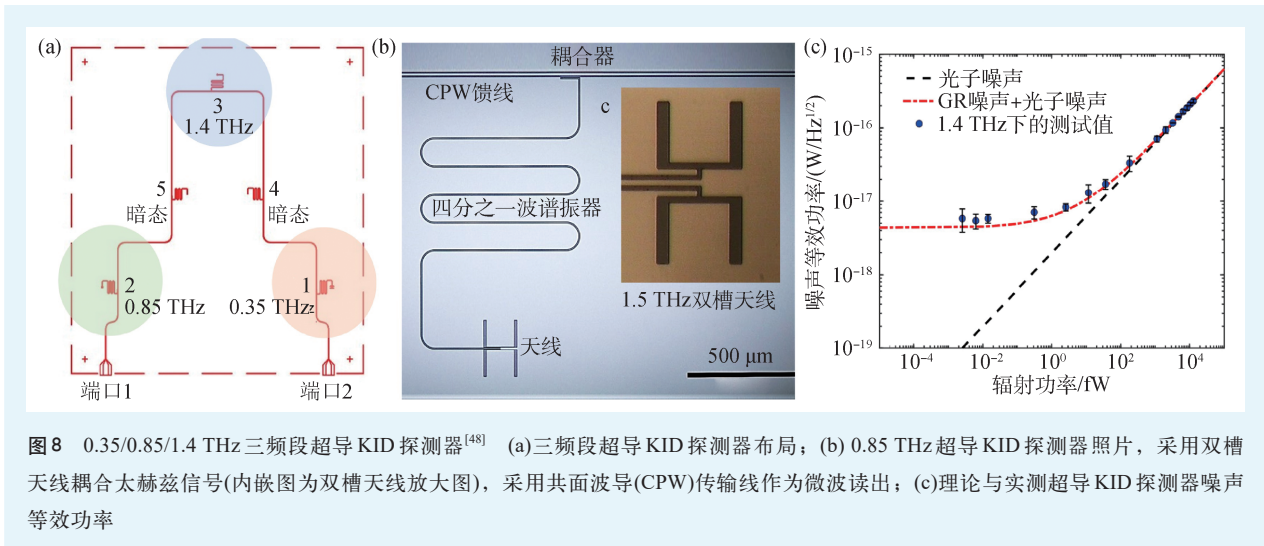 (a)
3
1.4 THz
5
暗态
4
暗态
2
0.85 THz
1
0.35 THz
端口1
端口2
(b)
耦合器
CPW馈线
c
四分之一波谱振器
1.5 THz双槽天线
天线
500 μm
(c)
10⁻¹⁵
10⁻¹⁶
10⁻¹⁷
10⁻¹⁸
10⁻¹⁹
噪声等效功率/(W/Hz¹/²)
光子噪声
GR噪声+光子噪声
1.4 THz下的测试值
10⁻⁴
10⁻²
10⁰
10²
10⁴
辐射功率/fW
图8 0.35/0.85/1.4 THz三频段超导KID探测器[48] (a)三频段超导KID探测器布局；(b) 0.85 THz超导KID探测器照片，采用双槽
天线耦合太赫兹信号(内嵌图为双槽天线放大图)，采用共面波导(CPW)传输线作为微波读出；(c)理论与实测超导KID探测器噪声
等效功率